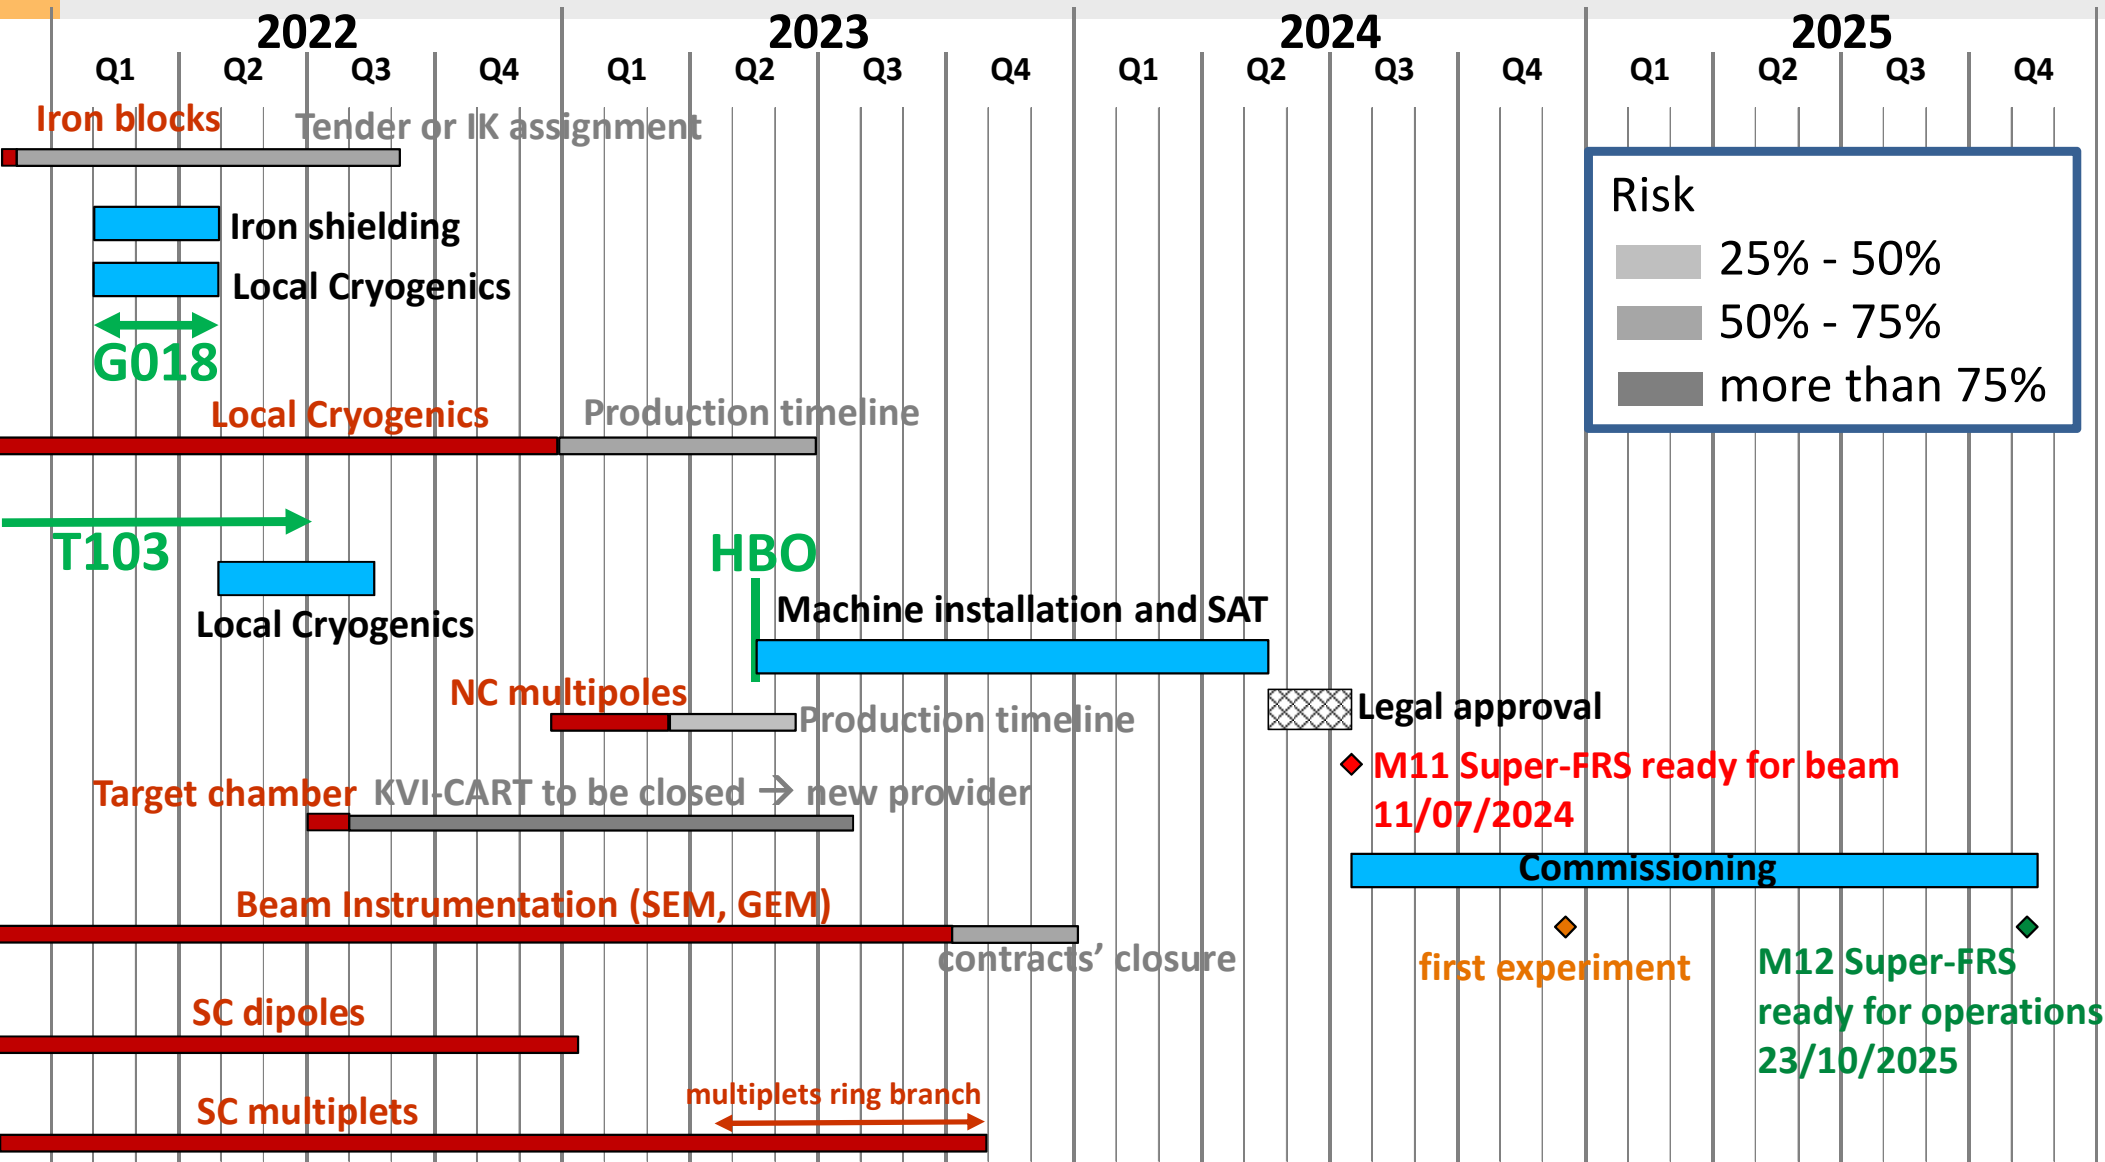 2022 2023 2024 2025
Q1 Q2 Q3 Q4 Q1 Q2 Q3 Q4 Q1 Q2 Q3 Q4 Q1 Q2 Q3 Q4
Iron blocks
Tender or IK assignment
Risk
25% - 50%
50% - 75%
more than 75%
Iron shielding
Local Cryogenics
G018
Local Cryogenics
Production timeline
T103
Local Cryogenics
HBO
Machine installation and SAT
NC multipoles
Production timeline
Legal approval
M11 Super-FRS ready for beam
11/07/2024
Target chamber
KVI-CART to be closed → new provider
Commissioning
Beam Instrumentation (SEM, GEM)
contracts’ closure
first experiment
M12 Super-FRS
ready for operations
23/10/2025
SC dipoles
multiplets ring branch
SC multiplets